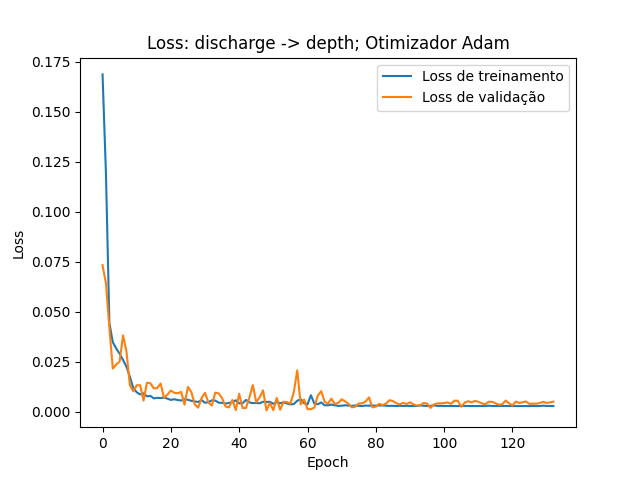 Loss: discharge -> depth; Otimizador Adam
Loss de treinamento
Loss de validação
0.175
0.150
0.125
0.100
0.075
0.050
0.025
0.000
Loss
0 20 40 60 80 100 120
Epoch